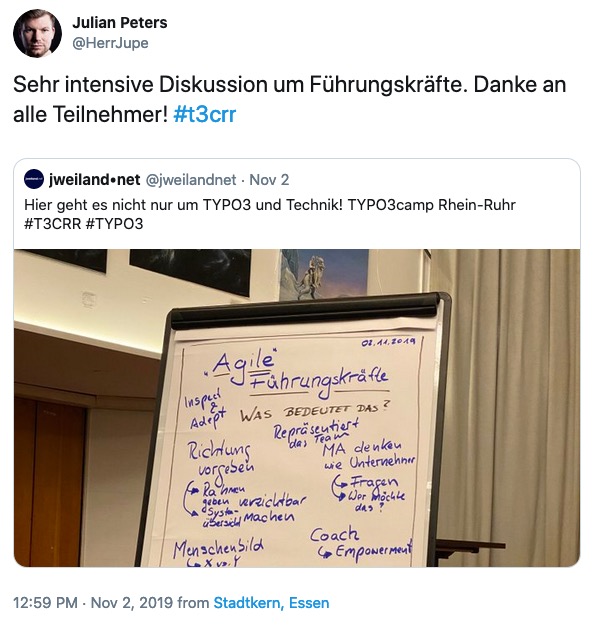 Julian Peters
@HerrJupe
Sehr intensive Diskussion um Führungskräfte. Danke an
alle Teilnehmer! #t3crr
jweiland•net @jweilandnet · Nov 2
Hier geht es nicht nur um TYPO3 und Technik! TYPO3camp Rhein-Ruhr
#T3CRR #TYPO3
02.11.2019
"Agile"
Führungskräfte
Inspect
&
Adept
WAS BEDEUTET DAS?
Repräsentiert
das Team
Richtung
vorgeben
Rahmen
geben
System-
übersicht
verzichtbar
Machen
MA denken
wie Unternehmer
Fragen
Wer möchte
das?
Menschenbild
X vs. Y
Coach
Empowerment
12:59 PM · Nov 2, 2019 from Stadtkern, Essen